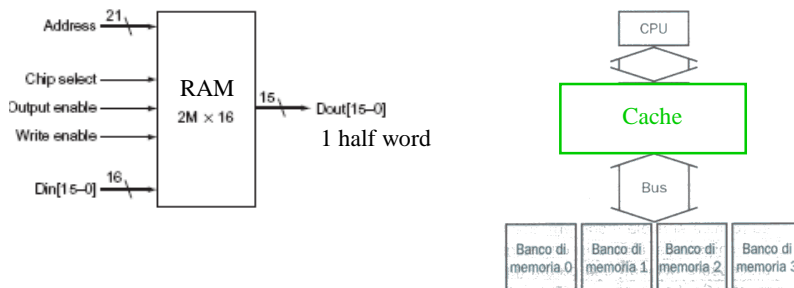 Address
21
Chip select
Output enable
Write enable
Din[15–0]
16
RAM
2M × 16
15
Dout[15–0]
1 half word
CPU
Cache
Bus
Banco di
memoria 0
Banco di
memoria 1
Banco di
memoria 2
Banco di
memoria 3